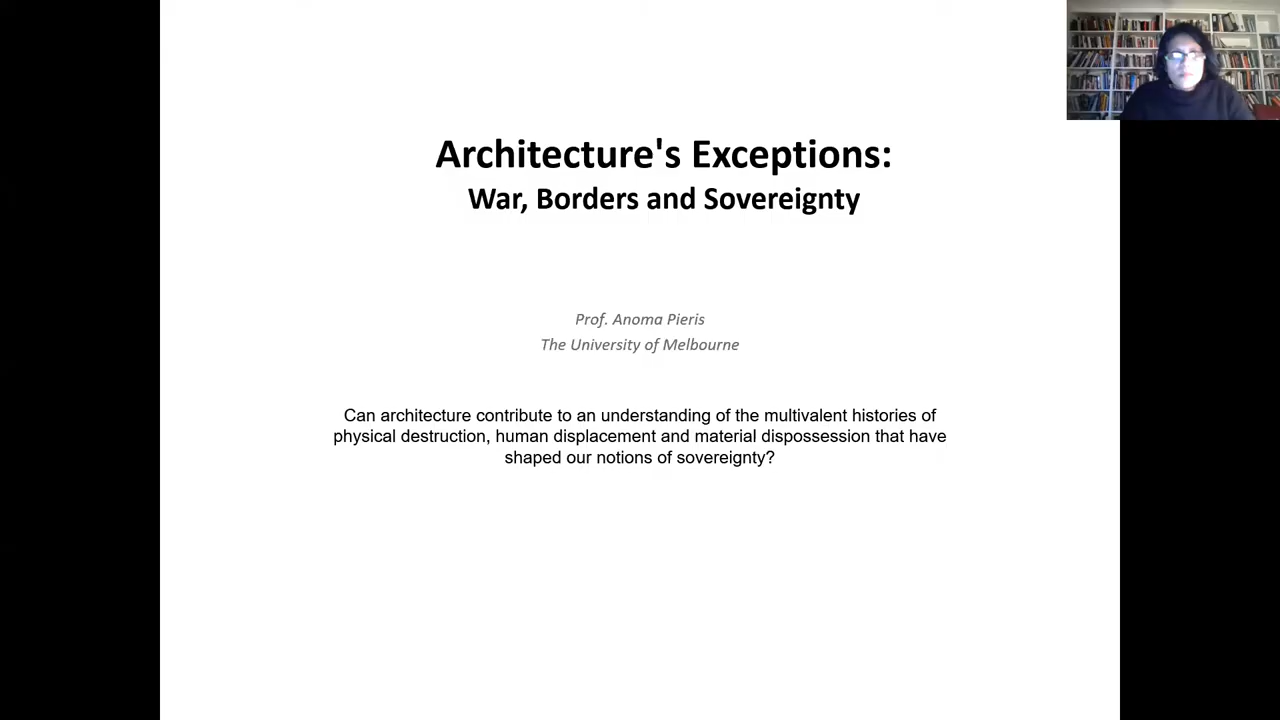 Architecture's Exceptions:
War, Borders and Sovereignty
Prof. Anoma Pieris
The University of Melbourne
Can architecture contribute to an understanding of the multivalent histories of
physical destruction, human displacement and material dispossession that have
shaped our notions of sovereignty?